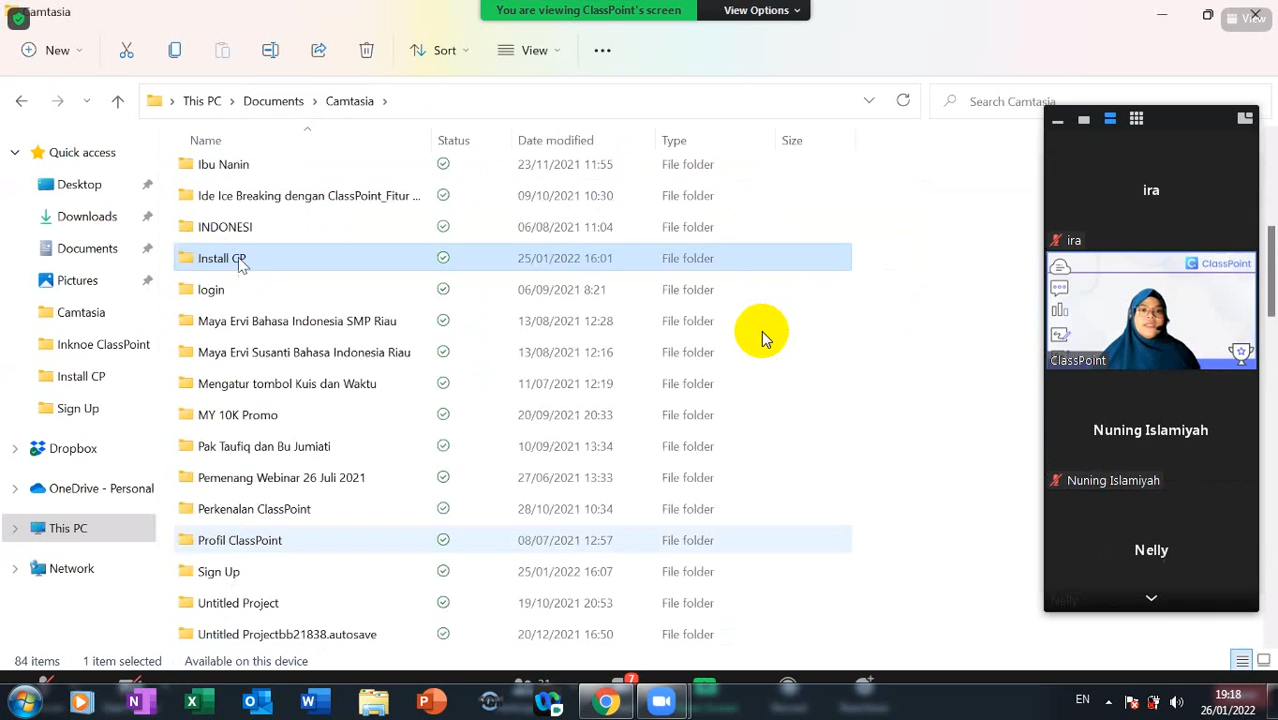 Camtasia
You are viewing ClassPoint's screen
View Options
View
New
Sort
View
This PC
Documents
Camtasia
Search Camtasia
Name
Status
Date modified
Type
Size
Quick access
Desktop
Downloads
Documents
Pictures
Camtasia
Inknoe ClassPoint
Install CP
Sign Up
Dropbox
OneDrive - Personal
This PC
Network
Ibu Nanin 23/11/2021 11:55 File folder
Ide Ice Breaking dengan ClassPoint_Fitur ... 09/10/2021 10:30 File folder
INDONESI 06/08/2021 11:04 File folder
Install CP 25/01/2022 16:01 File folder
login 06/09/2021 8:21 File folder
Maya Ervi Bahasa Indonesia SMP Riau 13/08/2021 12:28 File folder
Maya Ervi Susanti Bahasa Indonesia Riau 13/08/2021 12:16 File folder
Mengatur tombol Kuis dan Waktu 11/07/2021 12:19 File folder
MY 10K Promo 20/09/2021 20:33 File folder
Pak Taufiq dan Bu Jumiati 10/09/2021 13:34 File folder
Pemenang Webinar 26 Juli 2021 27/06/2021 13:33 File folder
Perkenalan ClassPoint 28/10/2021 10:34 File folder
Profil ClassPoint 08/07/2021 12:57 File folder
Sign Up 25/01/2022 16:07 File folder
Untitled Project 19/10/2021 20:53 File folder
Untitled Projectbb21838.autosave 20/12/2021 16:50 File folder
ira
ira
ClassPoint
ClassPoint
Nuning Islamiyah
Nuning Islamiyah
Nelly
Nelly
84 items
1 item selected
Available on this device
7
EN
19:18
26/01/2022